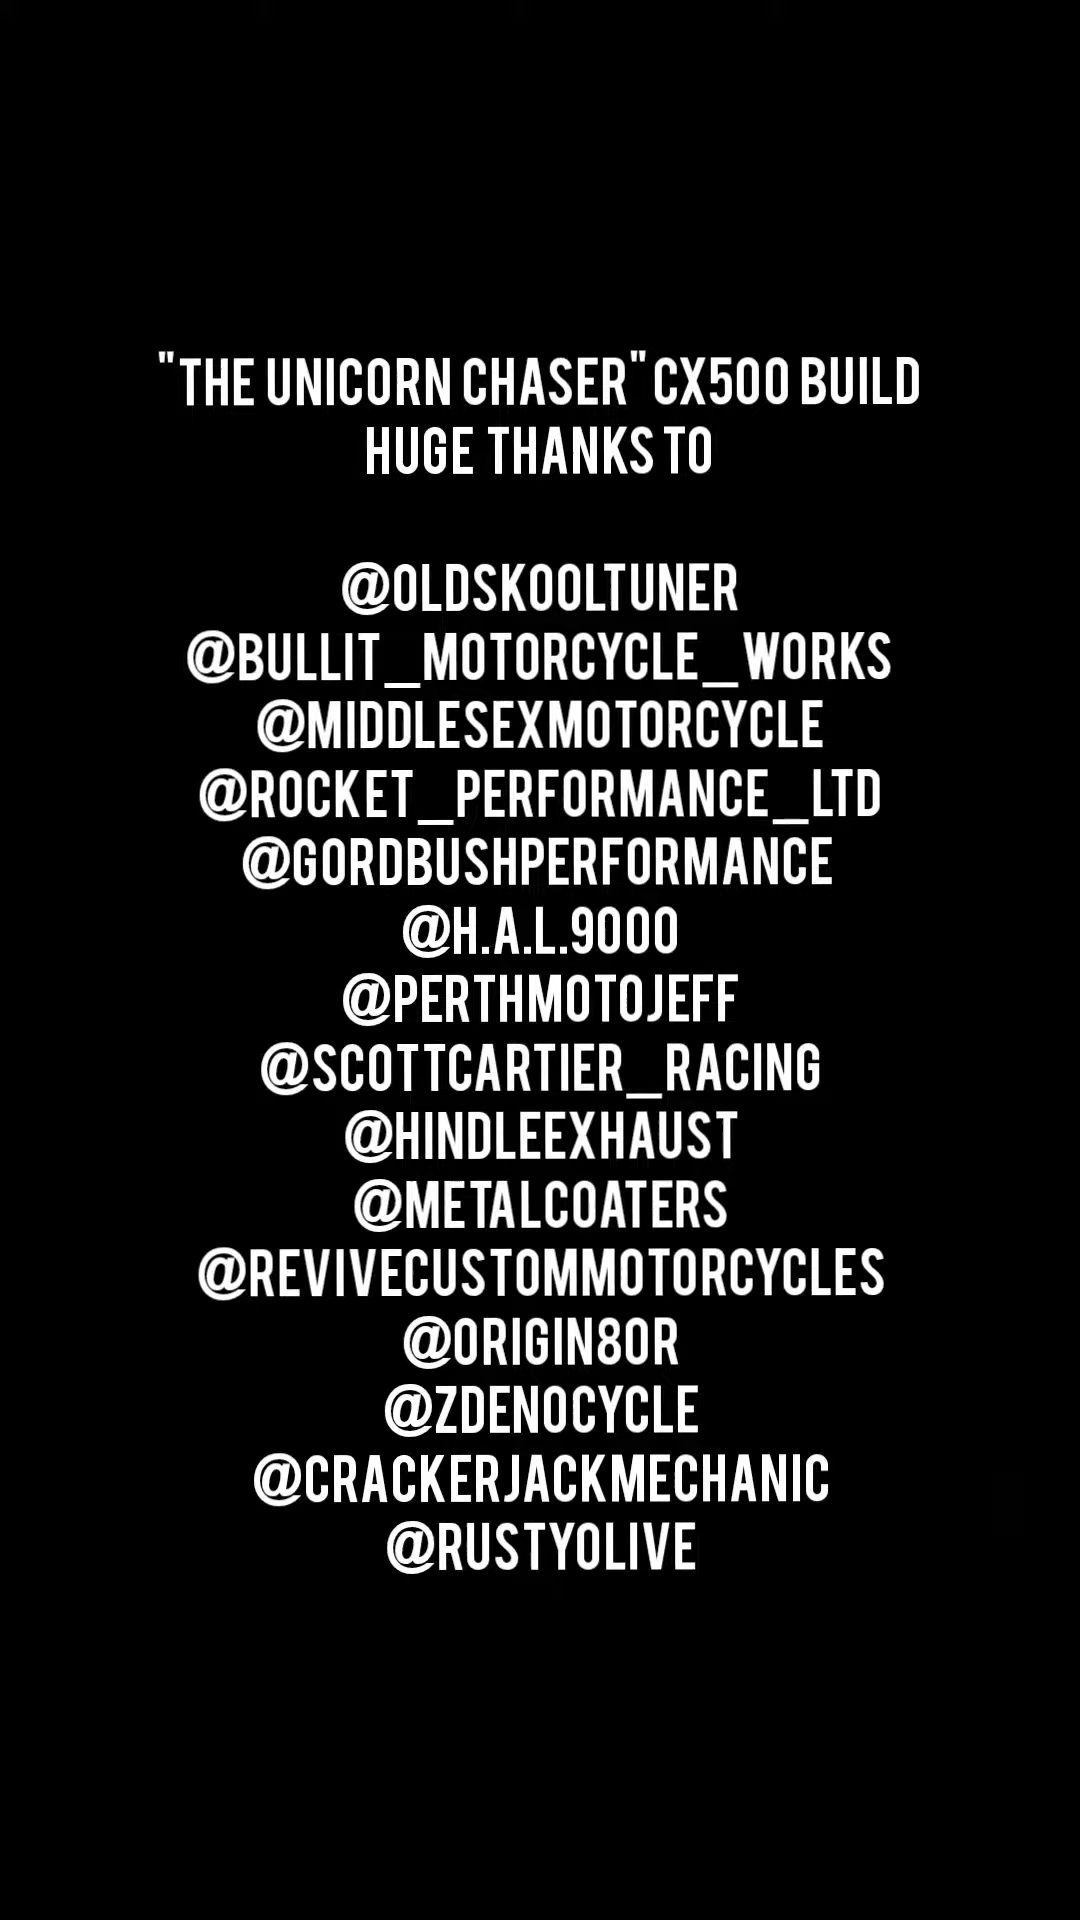 "THE UNICORN CHASER" CX500 BUILD
HUGE THANKS TO
@OLDSKOOLTUNER
@BULLIT_MOTORCYCLE_WORKS
@MIDDLESEXMOTORCYCLE
@ROCKET_PERFORMANCE_LTD
@GORDBUSHPERFORMANCE
@H.A.L.9000
@PERTHMOTOJEFF
@SCOTTCARTIER_RACING
@HINDLEEXHAUST
@METALCOATERS
@REVIVECUSTOMMOTORCYCLES
@ORIGIN8OR
@ZDENOCYCLE
@CRACKERJACKMECHANIC
@RUSTYOLIVE